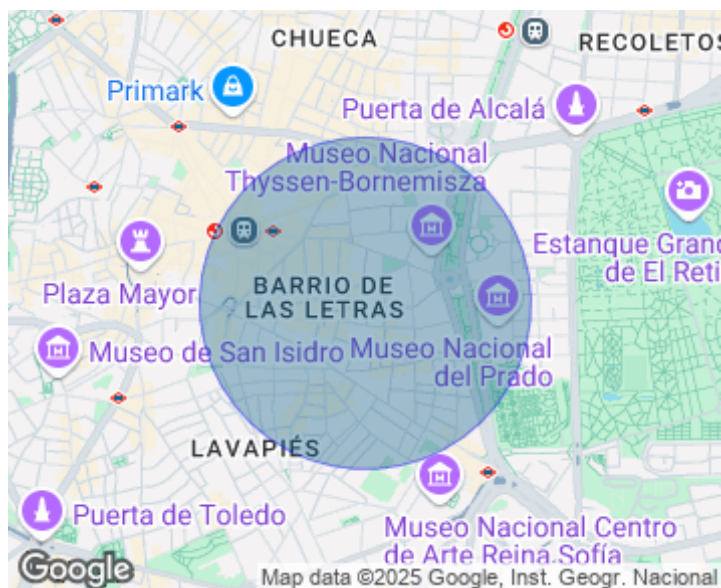 CHUECA
RECOLETOS
Primark
Puerta de Alcalá
Museo Nacional
Thyssen-Bornemisza
Estanque Grand
de El Reti
Plaza Mayor
BARRIO DE
LAS LETRAS
Museo de San Isidro
Museo Nacional
del Prado
LAVAPIÉS
Puerta de Toledo
Museo Nacional Centro
de Arte Reina Sofía
Google
Map data ©2025 Google, Inst. Geogr. Nacional